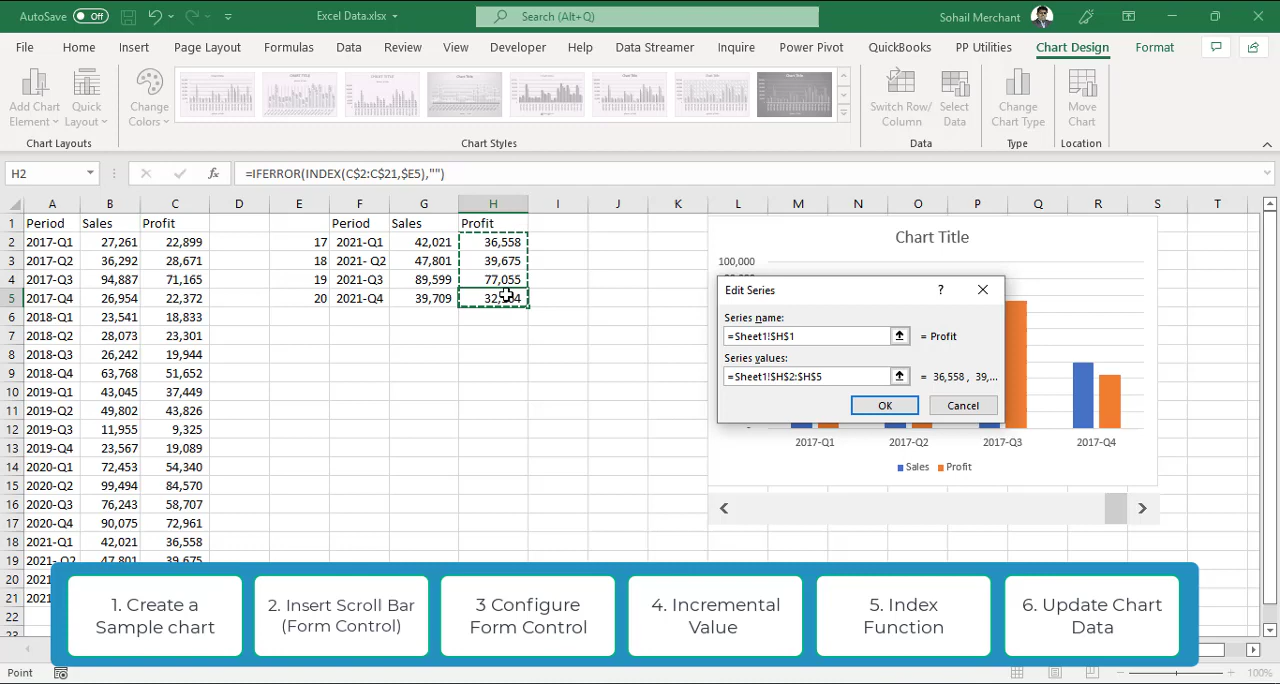 AutoSave Off Excel Data.xlsx Search (Alt+Q) Sohail Merchant
File Home Insert Page Layout Formulas Data Review View Developer Help Data Streamer Inquire Power Pivot QuickBooks PP Utilities Chart Design Format
Add Chart Element Quick Layout Change Colors Switch Row/ Column Select Data Change Chart Type Move Chart
Chart Layouts Chart Styles Data Type Location
H2 fx =IFERROR(INDEX(C$2:C$21,$E5),"")
A B C D E F G H I J K L M N O P Q R S T
1 Period Sales Profit Period Sales Profit
2 2017-Q1 27,261 22,899 17 2021-Q1 42,021 36,558
3 2017-Q2 36,292 28,671 18 2021- Q2 47,801 39,675
4 2017-Q3 94,887 71,165 19 2021-Q3 89,599 77,055
5 2017-Q4 26,954 22,372 20 2021-Q4 39,709
6 2018-Q1 23,541 18,833
7 2018-Q2 28,073 23,301
8 2018-Q3 26,242 19,944
9 2018-Q4 63,768 51,652
10 2019-Q1 43,045 37,449
11 2019-Q2 49,802 43,826
12 2019-Q3 11,955 9,325
13 2019-Q4 23,567 19,089
14 2020-Q1 72,453 54,340
15 2020-Q2 99,494 84,570
16 2020-Q3 76,243 58,707
17 2020-Q4 90,075 72,961
18 2021-Q1 42,021 36,558
19 2021- Q2 47,801 39,675
20
21
22
Chart Title
100,000
Edit Series ?
Series name:
=Sheet1!$H$1 = Profit
Series values:
=Sheet1!$H$2:$H$5 = 36,558 , 39,...
OK Cancel
2017-Q1 2017-Q2 2017-Q3 2017-Q4
Sales Profit
1. Create a
Sample chart
2. Insert Scroll Bar
(Form Control)
3 Configure
Form Control
4. Incremental
Value
5. Index
Function
6. Update Chart
Data
Point 100%